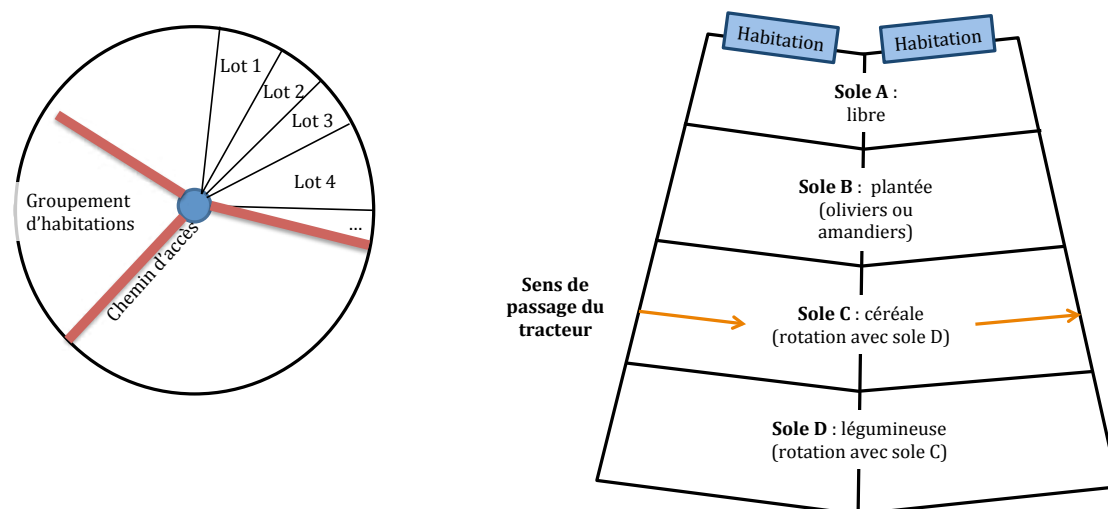 Lot 1
Lot 2
Lot 3
Lot 4
...
Groupement
d'habitations
Chemin d'accès
Habitation
Habitation
Sole A :
libre
Sole B : plantée
(oliviers ou
amandiers)
Sens de
passage du
tracteur
Sole C : céréale
(rotation avec sole D)
Sole D : légumineuse
(rotation avec sole C)